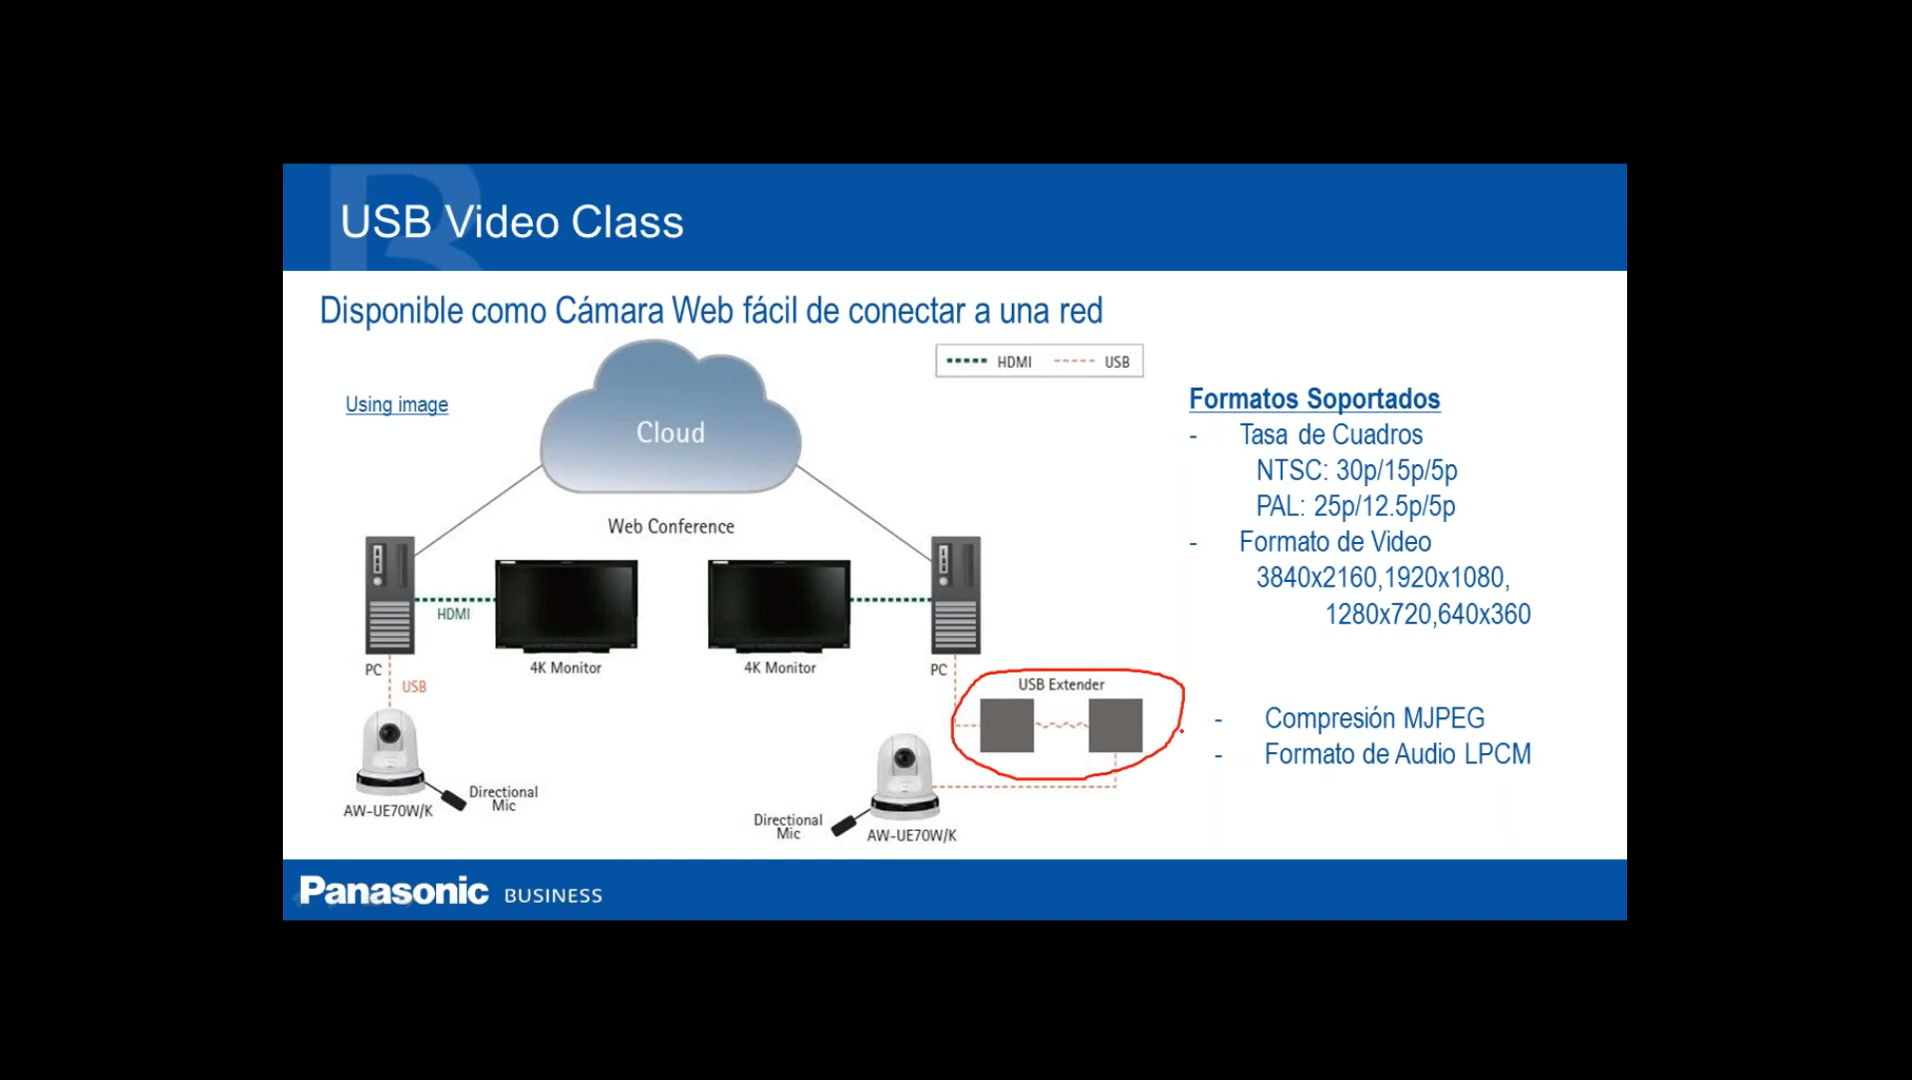 USB Video Class
Disponible como Cámara Web fácil de conectar a una red
HDMI USB
Using image
Cloud
Web Conference
HDMI
PC
4K Monitor
4K Monitor
PC
USB
USB Extender
Directional
Mic
AW-UE70W/K
Directional
Mic
AW-UE70W/K
Formatos Soportados
- Tasa de Cuadros
NTSC: 30p/15p/5p
PAL: 25p/12.5p/5p
- Formato de Video
3840x2160,1920x1080,
1280x720,640x360
- Compresión MJPEG
- Formato de Audio LPCM
Panasonic BUSINESS